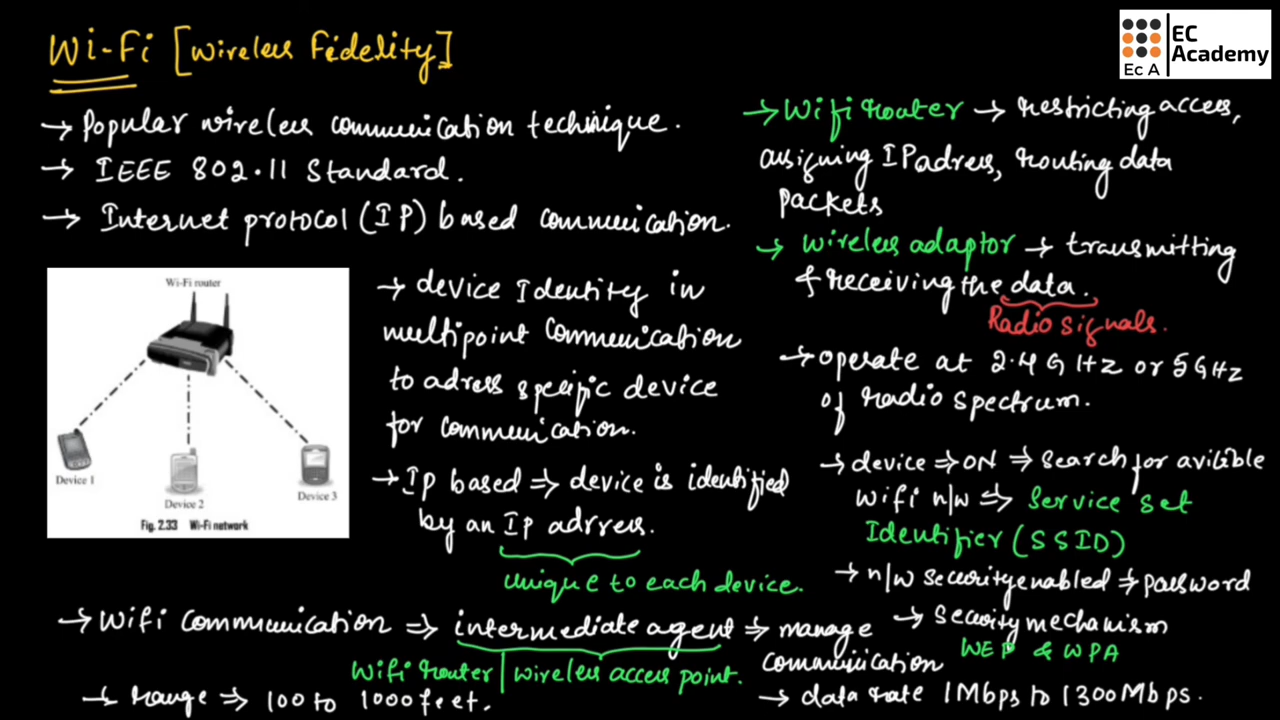 Wi-Fi [Wireless Fidelity]
EC
Academy
Ec A
→ Popular wireless communication technique.
→ IEEE 802.11 Standard.
→ Internet protocol (IP) based communication.
Wi-Fi router
Device 1
Device 2
Device 3
Fig. 2.33 Wi-Fi network
→ device Identity in
multipoint communication
to adress specific device
for communication.
→ Ip based ⇒ device is identified
by an IP adrress.
unique to each device.
→ Wifi communication ⇒ intermediate agent ⇒ manage
communication
Wifi router | wireless access point.
→ range ⇒ 100 to 1000 feet.
→ Wifi router → restricting access,
assigning IP adress, routing data
packets
→ wireless adaptor → transmitting
& receiving the data.
Radio signals.
→ operate at 2.4 GHz or 5 GHz
of radio spectrum.
→ device ⇒ ON ⇒ search for avilible
wifi n/w ⇒ Service set
Identifier (SSID)
→ n/w security enabled ⇒ password
→ security mechanism
WEP & WPA
→ data rate 1 Mbps to 1300 Mbps.